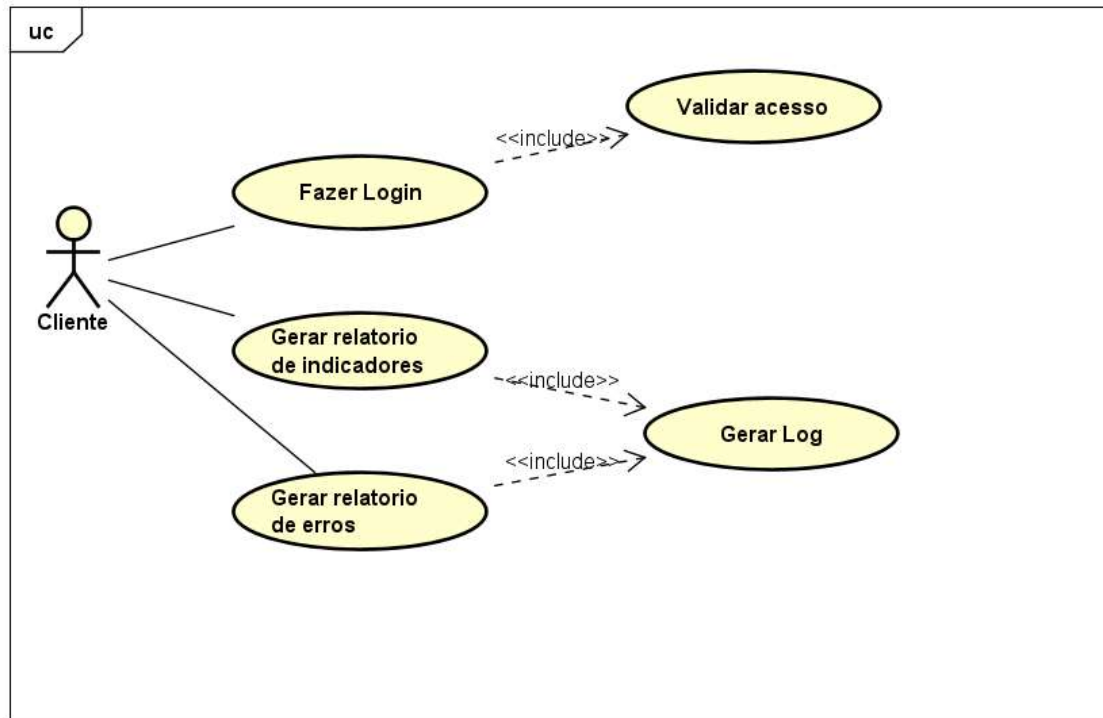 uc
Validar acesso
<<include>>
Fazer Login
Cliente
Gerar relatorio
de indicadores
<<include>>
Gerar Log
<<include>>
Gerar relatorio
de erros